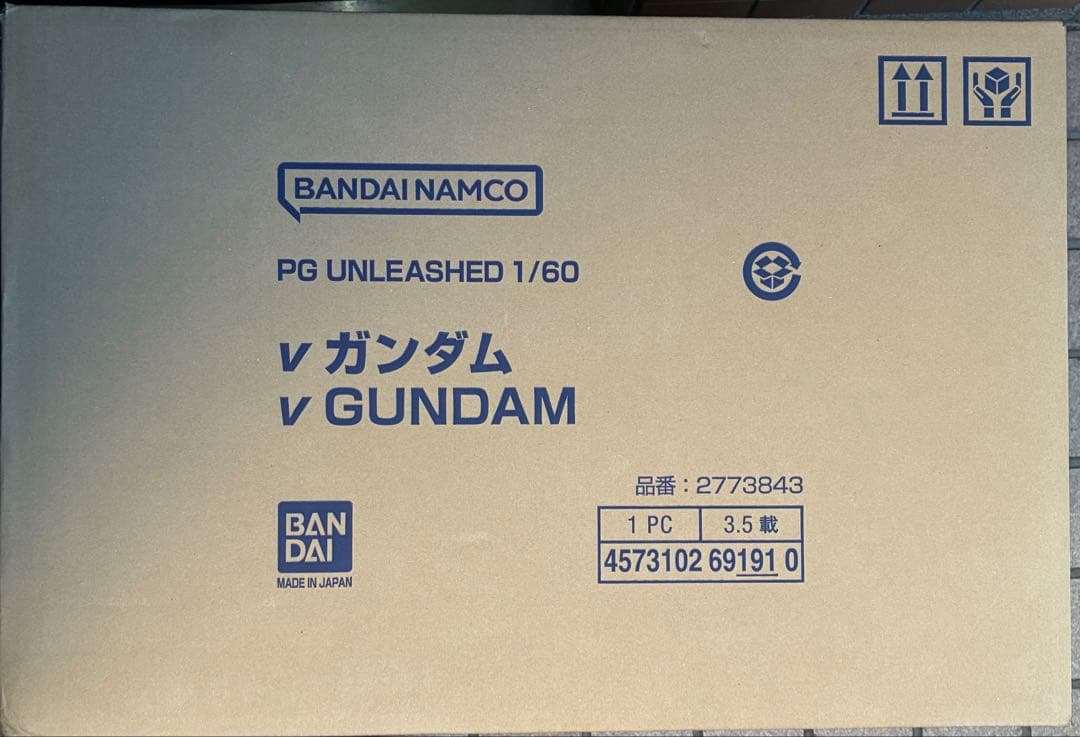 BANDAI NAMCO
PG UNLEASHED 1/60
ν ガンダム
ν GUNDAM
品番：2773843
1 PC 3.5 載
4573102 69191 0
BAN
DAI
MADE IN JAPAN